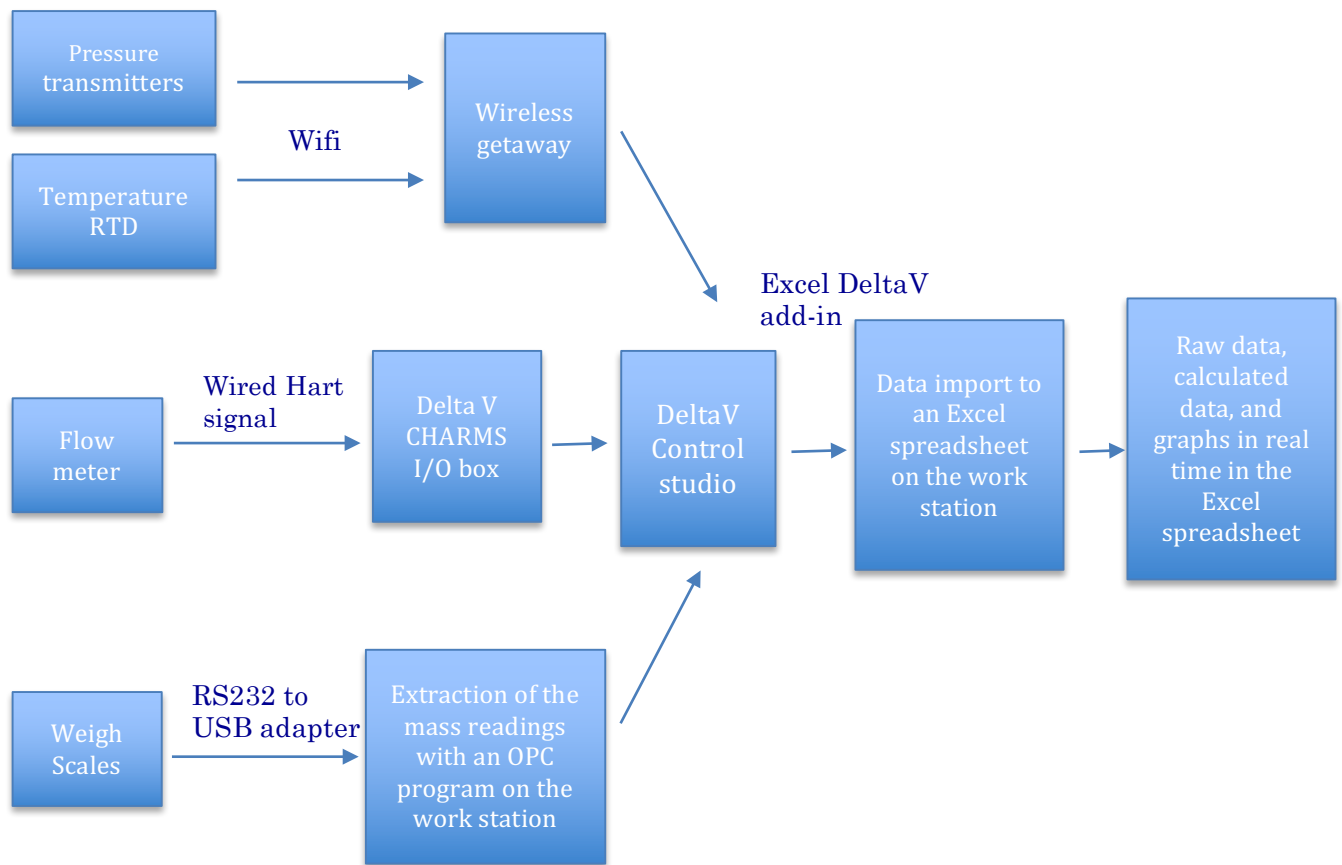 Pressure
transmitters
Wifi
Temperature
RTD
Wireless
getaway
Excel DeltaV
add-in
Flow
meter
Wired Hart
signal
Delta V
CHARMS
I/O box
DeltaV
Control
studio
Data import to
an Excel
spreadsheet
on the work
station
Raw data,
calculated
data, and
graphs in real
time in the
Excel
spreadsheet
Weigh
Scales
RS232 to
USB adapter
Extraction of the
mass readings
with an OPC
program on the
work station